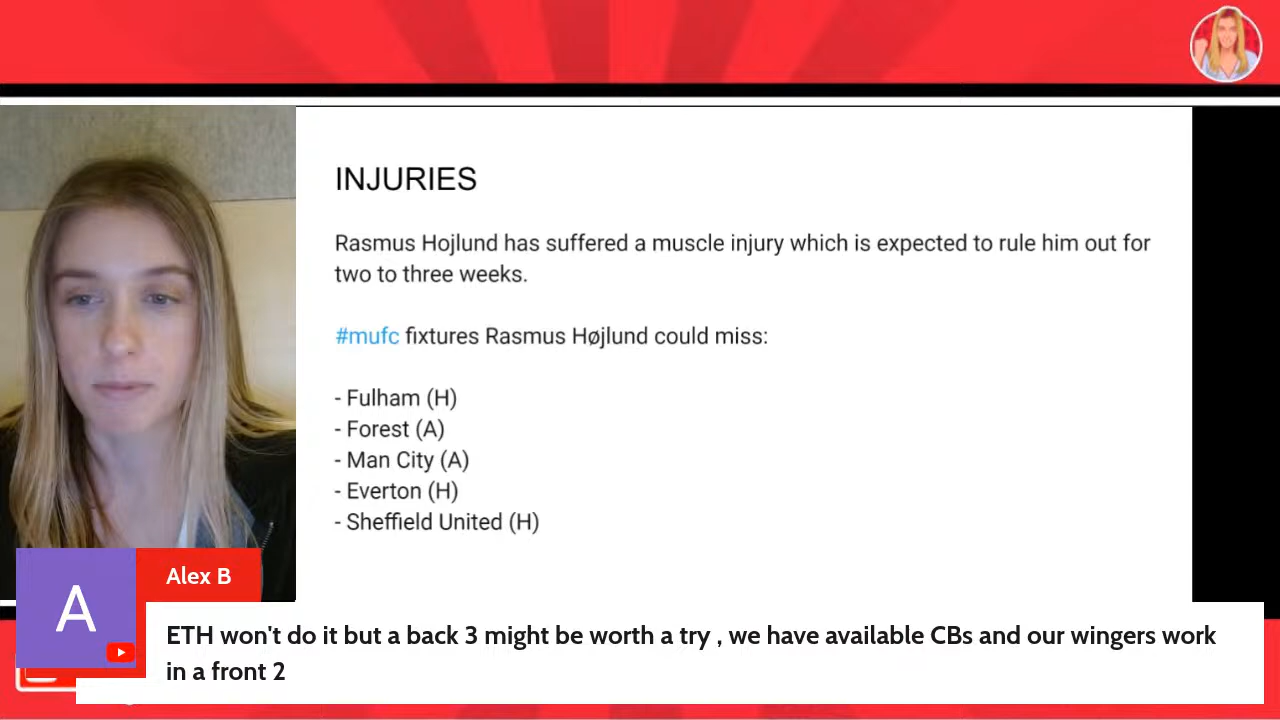 INJURIES
Rasmus Hojlund has suffered a muscle injury which is expected to rule him out for
two to three weeks.
#mufc fixtures Rasmus Højlund could miss:
- Fulham (H)
- Forest (A)
- Man City (A)
- Everton (H)
- Sheffield United (H)
A
Alex B
ETH won't do it but a back 3 might be worth a try , we have available CBs and our wingers work
in a front 2